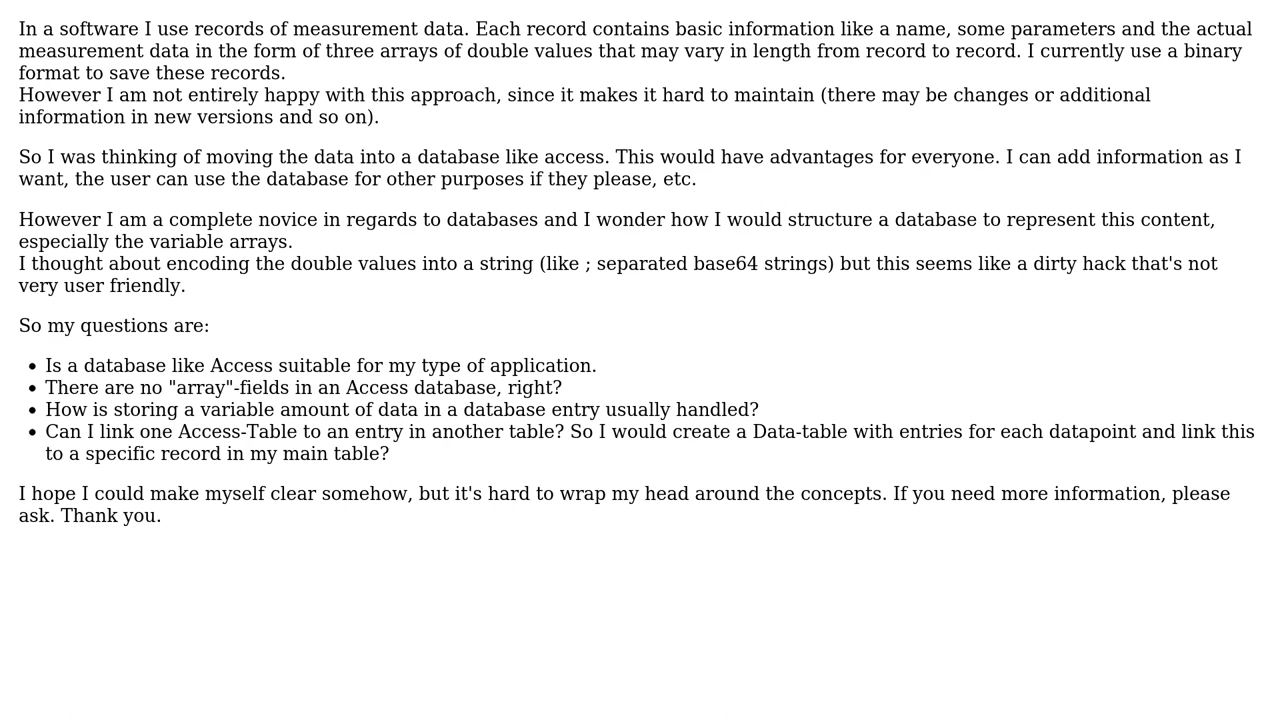 In a software I use records of measurement data. Each record contains basic information like a name, some parameters and the actual
measurement data in the form of three arrays of double values that may vary in length from record to record. I currently use a binary
format to save these records.
However I am not entirely happy with this approach, since it makes it hard to maintain (there may be changes or additional
information in new versions and so on).
So I was thinking of moving the data into a database like access. This would have advantages for everyone. I can add information as I
want, the user can use the database for other purposes if they please, etc.
However I am a complete novice in regards to databases and I wonder how I would structure a database to represent this content,
especially the variable arrays.
I thought about encoding the double values into a string (like ; separated base64 strings) but this seems like a dirty hack that's not
very user friendly.
So my questions are:
• Is a database like Access suitable for my type of application.
• There are no "array"-fields in an Access database, right?
• How is storing a variable amount of data in a database entry usually handled?
• Can I link one Access-Table to an entry in another table? So I would create a Data-table with entries for each datapoint and link this
to a specific record in my main table?
I hope I could make myself clear somehow, but it's hard to wrap my head around the concepts. If you need more information, please
ask. Thank you.